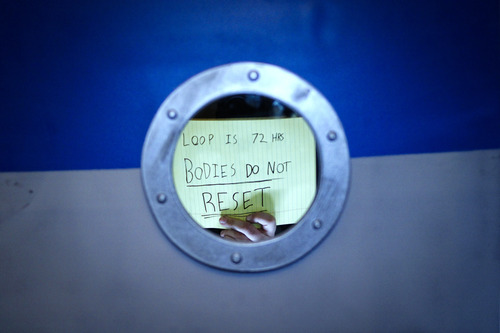 LOOP IS 72 HRS
BODIES DO NOT
RESET